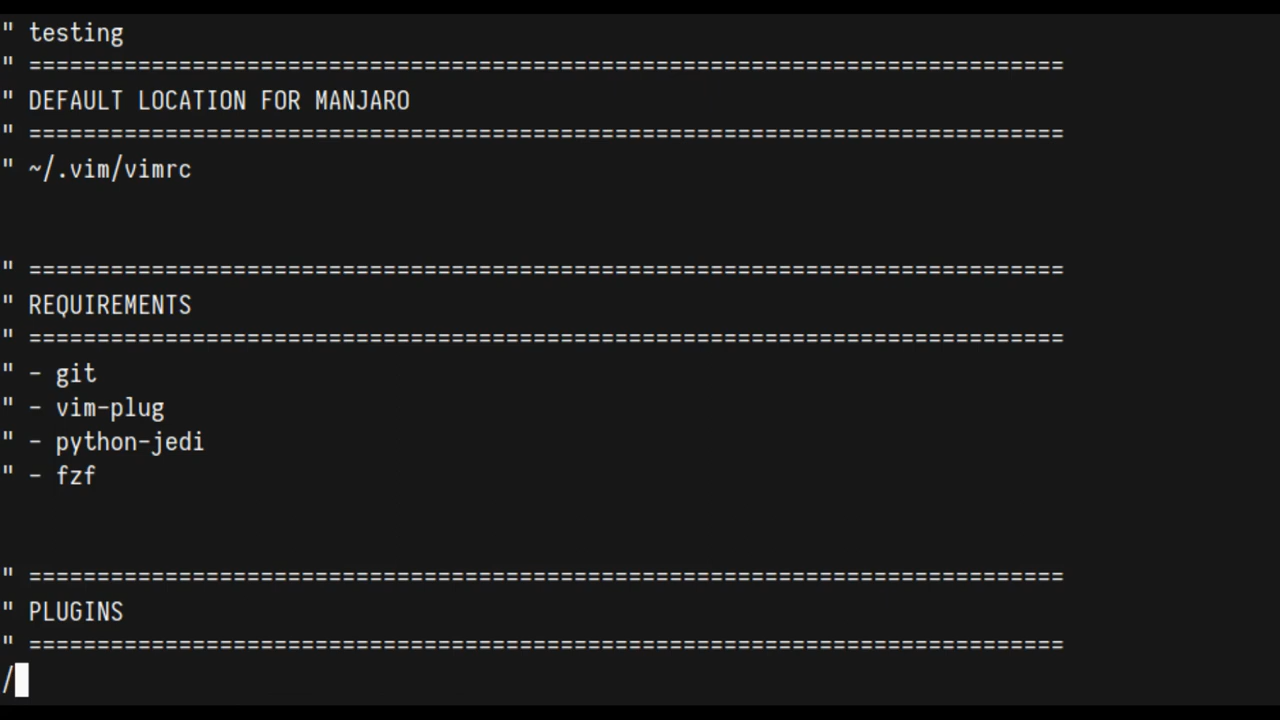 " testing
" ============================================================================
" DEFAULT LOCATION FOR MANJARO
" ============================================================================
" ~/.vim/vimrc
" ============================================================================
" REQUIREMENTS
" ============================================================================
" - git
" - vim-plug
" - python-jedi
" - fzf
" ============================================================================
" PLUGINS
" ============================================================================
/